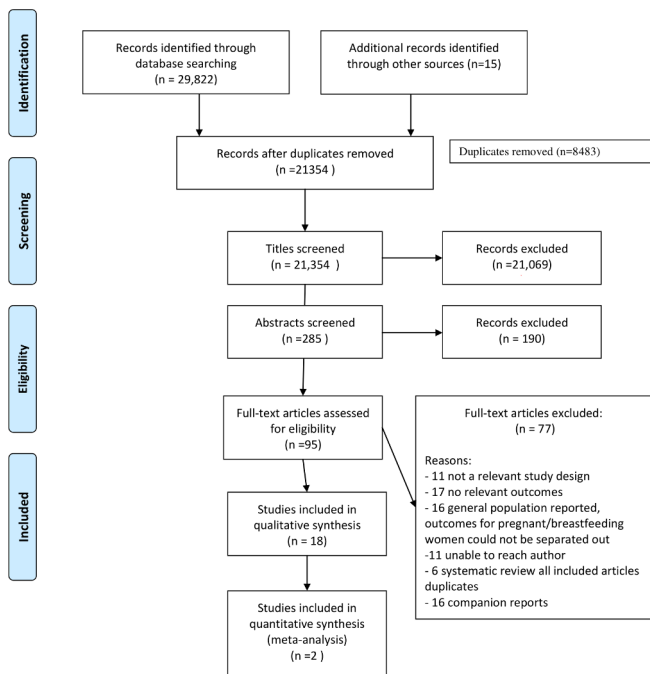 Identification
Records identified through
database searching
(n = 29,822)
Additional records identified
through other sources (n=15)
Records after duplicates removed
(n =21354 )
Duplicates removed (n=8483)
Screening
Titles screened
(n = 21,354 )
Records excluded
(n =21,069)
Abstracts screened
(n =285 )
Records excluded
(n = 190)
Eligibility
Full-text articles assessed
for eligibility
(n =95)
Full-text articles excluded:
(n = 77)
Reasons:
- 11 not a relevant study design
- 17 no relevant outcomes
- 16 general population reported,
outcomes for pregnant/breastfeeding
women could not be separated out
-11 unable to reach author
- 6 systematic review all included articles
duplicates
- 16 companion reports
Included
Studies included in
qualitative synthesis
(n = 18)
Studies included in
quantitative synthesis
(meta-analysis)
(n =2 )